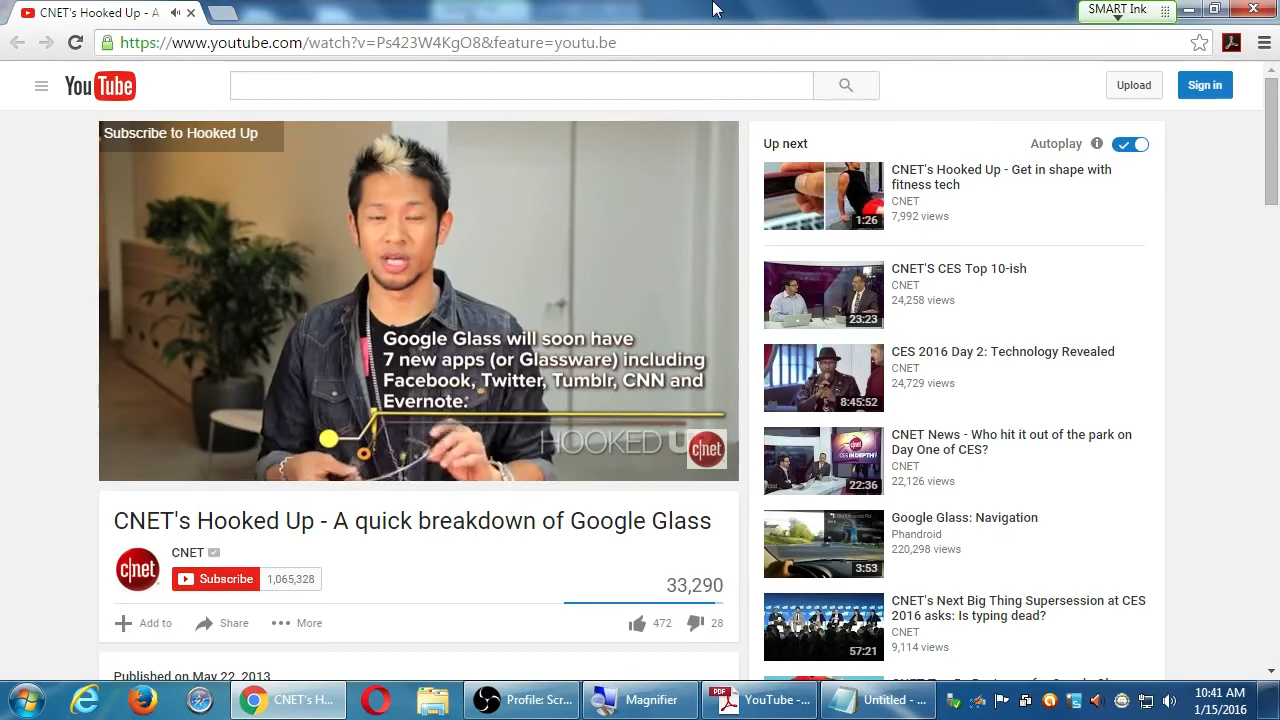 CNET's Hooked Up - A
SMART Ink
https://www.youtube.com/watch?v=Ps423W4KgO8&feature=youtu.be
YouTube
Upload
Sign in
Subscribe to Hooked Up
Google Glass will soon have
7 new apps (or Glassware) including
Facebook, Twitter, Tumblr, CNN and
Evernote.
HOOKED U
c|net
CNET's Hooked Up - A quick breakdown of Google Glass
c|net
CNET
Subscribe
1,065,328
33,290
Add to
Share
More
472
28
Published on May 22, 2013
Up next
Autoplay
CNET's Hooked Up - Get in shape with
fitness tech
CNET
7,992 views
1:26
CNET'S CES Top 10-ish
CNET
24,258 views
23:23
CES 2016 Day 2: Technology Revealed
CNET
24,729 views
8:45:52
CNET News - Who hit it out of the park on
Day One of CES?
CNET
22,126 views
22:36
Google Glass: Navigation
Phandroid
220,298 views
3:53
CNET's Next Big Thing Supersession at CES
2016 asks: Is typing dead?
CNET
9,114 views
57:21
CNET's H...
Profile: Scr...
Magnifier
PDF
YouTube -...
Untitled - ...
10:41 AM
1/15/2016